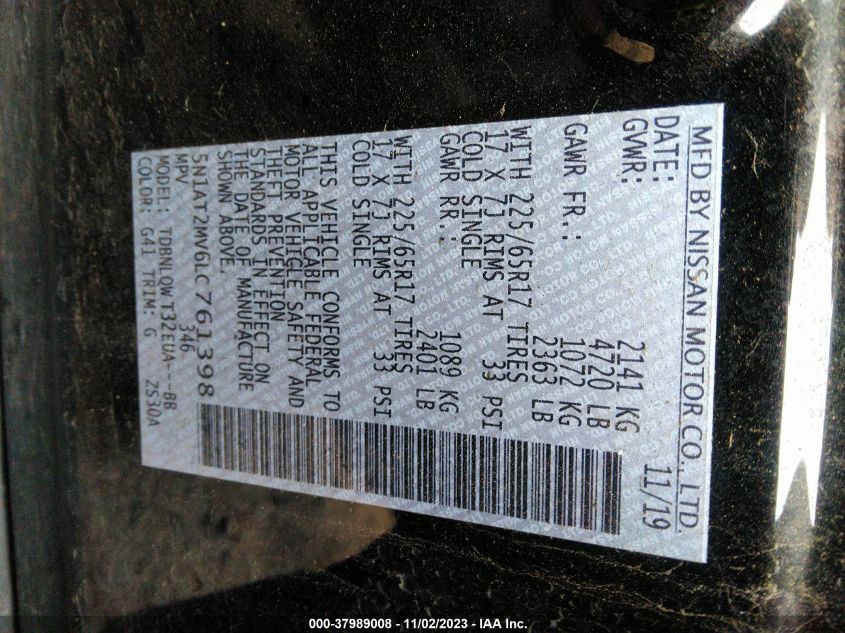 MFD BY NISSAN MOTOR CO., LTD.
DATE: 11/19
GVWR: 2141 KG
4720 LB
GAWR FR.: 1072 KG
2363 LB
WITH 225/65R17 TIRES
17 X 7J RIMS AT 33 PSI
COLD SINGLE
GAWR RR.: 1089 KG
2401 LB
WITH 225/65R17 TIRES
17 X 7J RIMS AT 33 PSI
COLD SINGLE
THIS VEHICLE CONFORMS TO
ALL APPLICABLE FEDERAL
MOTOR VEHICLE SAFETY AND
THEFT PREVENTION
STANDARDS IN EFFECT ON
THE DATE OF MANUFACTURE
SHOWN ABOVE.
5N1AT2MV6LC761398
MPV 346
MODEL: TDBNLQWT32EUA---BB
COLOR: G41 TRIM: G 2S30A
000-37989008 - 11/02/2023 - IAA Inc.